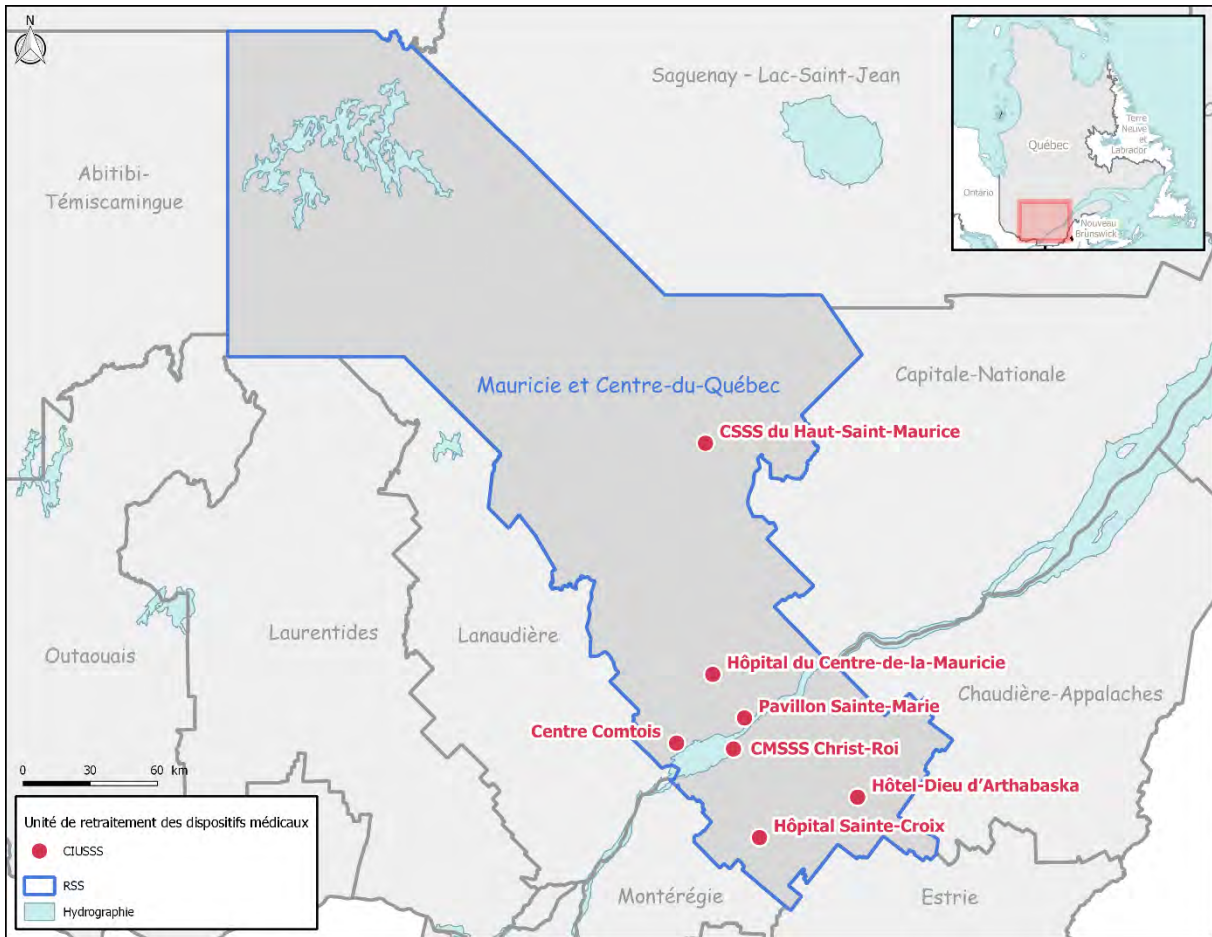 N
Saguenay – Lac-Saint-Jean
Abitibi-
Témiscamingue
Terre
Neuve
et
Labrador
Québec
Ontario
Nouveau
Brunswick
Mauricie et Centre-du-Québec
Capitale-Nationale
CSSS du Haut-Saint-Maurice
Laurentides
Lanaudière
Outaouais
Hôpital du Centre-de-la-Mauricie
Chaudière-Appalaches
Pavillon Sainte-Marie
Centre Comtois
CMSSS Christ-Roi
Hôtel-Dieu d'Arthabaska
Hôpital Sainte-Croix
Montérégie
Estrie
0 30 60 km
Unité de retraitement des dispositifs médicaux
CIUSSS
RSS
Hydrographie